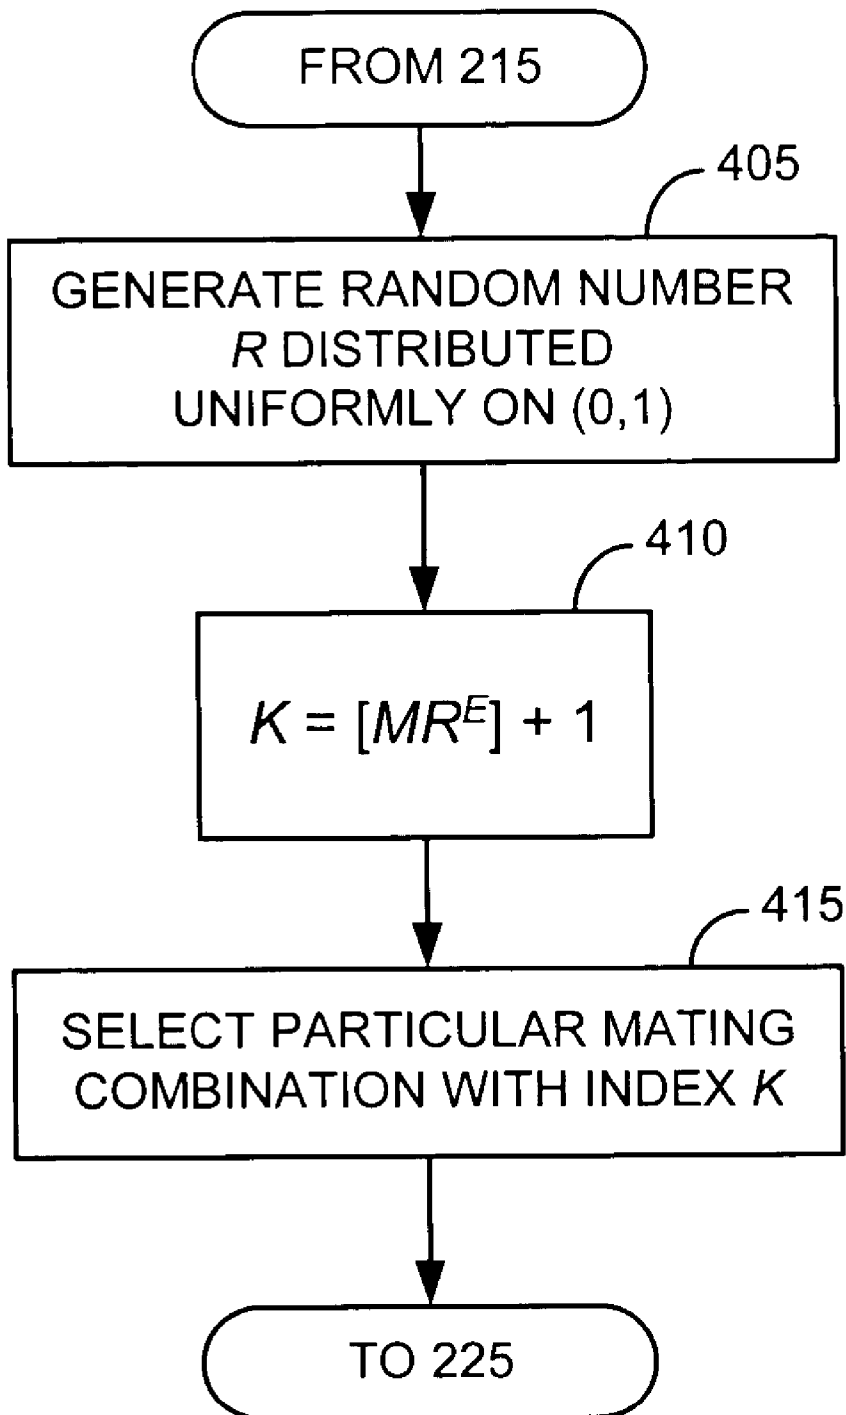 FROM 215
405
GENERATE RANDOM NUMBER
R DISTRIBUTED
UNIFORMLY ON (0,1)
410
K = [MR^E] + 1
415
SELECT PARTICULAR MATING
COMBINATION WITH INDEX K
TO 225